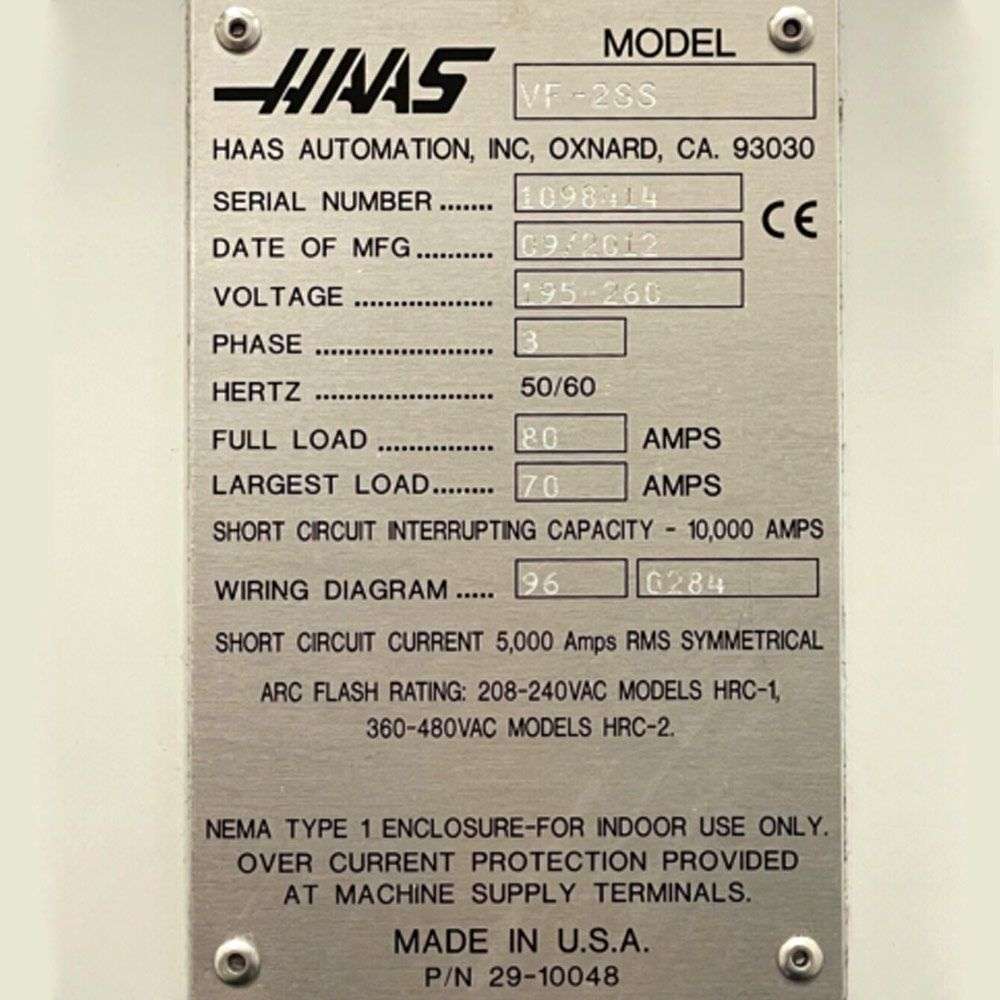 HAAS
MODEL VF-2SS
HAAS AUTOMATION, INC, OXNARD, CA. 93030
SERIAL NUMBER .......
CE
DATE OF MFG .......... 09/2012
VOLTAGE .................. 195-260
PHASE ....................... 3
HERTZ ....................... 50/60
FULL LOAD ............... 80 AMPS
LARGEST LOAD........ 70 AMPS
SHORT CIRCUIT INTERRUPTING CAPACITY - 10,000 AMPS
WIRING DIAGRAM ..... 96 0284
SHORT CIRCUIT CURRENT 5,000 Amps RMS SYMMETRICAL
ARC FLASH RATING: 208-240VAC MODELS HRC-1,
360-480VAC MODELS HRC-2.
NEMA TYPE 1 ENCLOSURE-FOR INDOOR USE ONLY.
OVER CURRENT PROTECTION PROVIDED
AT MACHINE SUPPLY TERMINALS.
MADE IN U.S.A.
P/N 29-10048